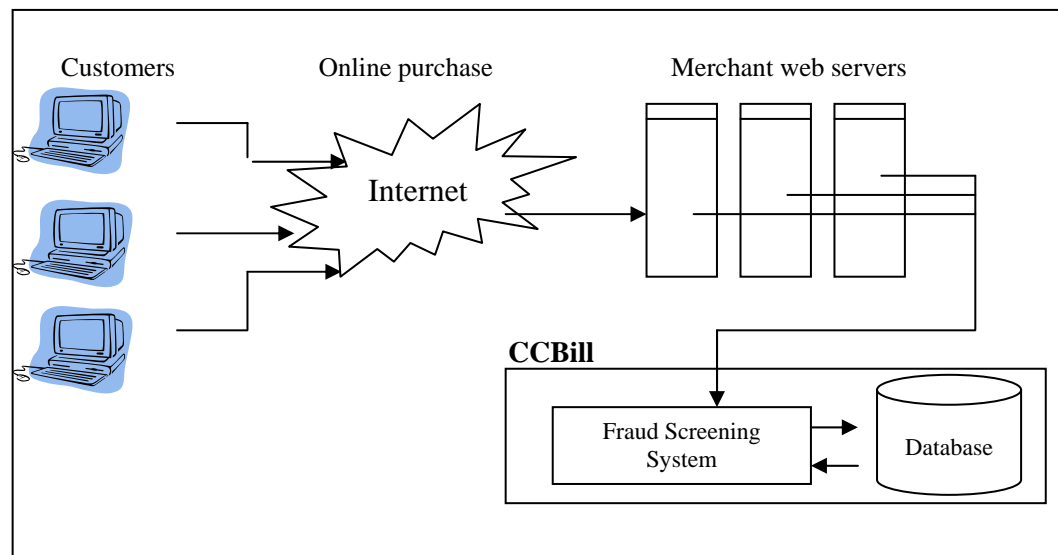 Customers
Online purchase
Merchant web servers
Internet
CCBill
Fraud Screening
System
Database